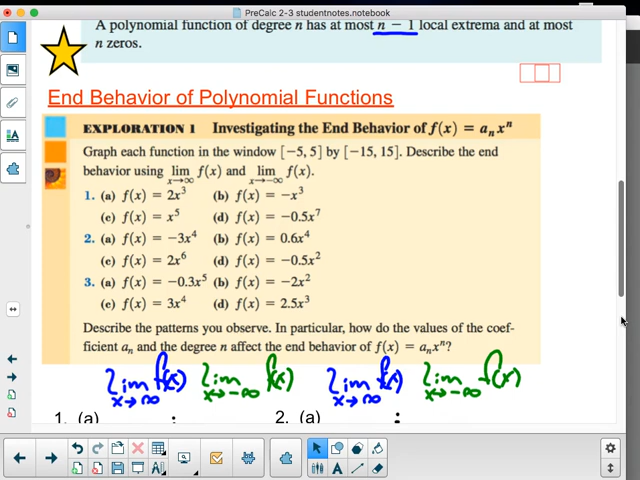 PreCalc 2-3 studentnotes.notebook
A polynomial function of degree n has at most n − 1 local extrema and at most
n zeros.
End Behavior of Polynomial Functions
EXPLORATION 1 Investigating the End Behavior of f(x) = aₙxⁿ
Graph each function in the window [−5, 5] by [−15, 15]. Describe the end
behavior using lim x→∞ f(x) and lim x→−∞ f(x).
1. (a) f(x) = 2x³ (b) f(x) = −x³
(c) f(x) = x⁵ (d) f(x) = −0.5x⁷
2. (a) f(x) = −3x⁴ (b) f(x) = 0.6x⁴
(c) f(x) = 2x⁶ (d) f(x) = −0.5x²
3. (a) f(x) = −0.3x⁵ (b) f(x) = −2x²
(c) f(x) = 3x⁴ (d) f(x) = 2.5x³
Describe the patterns you observe. In particular, how do the values of the coef-
ficient aₙ and the degree n affect the end behavior of f(x) = aₙxⁿ?
lim x→∞ f(x) lim x→−∞ f(x) lim x→∞ f(x) lim x→−∞ f(x)
1. (a) : 2. (a) :